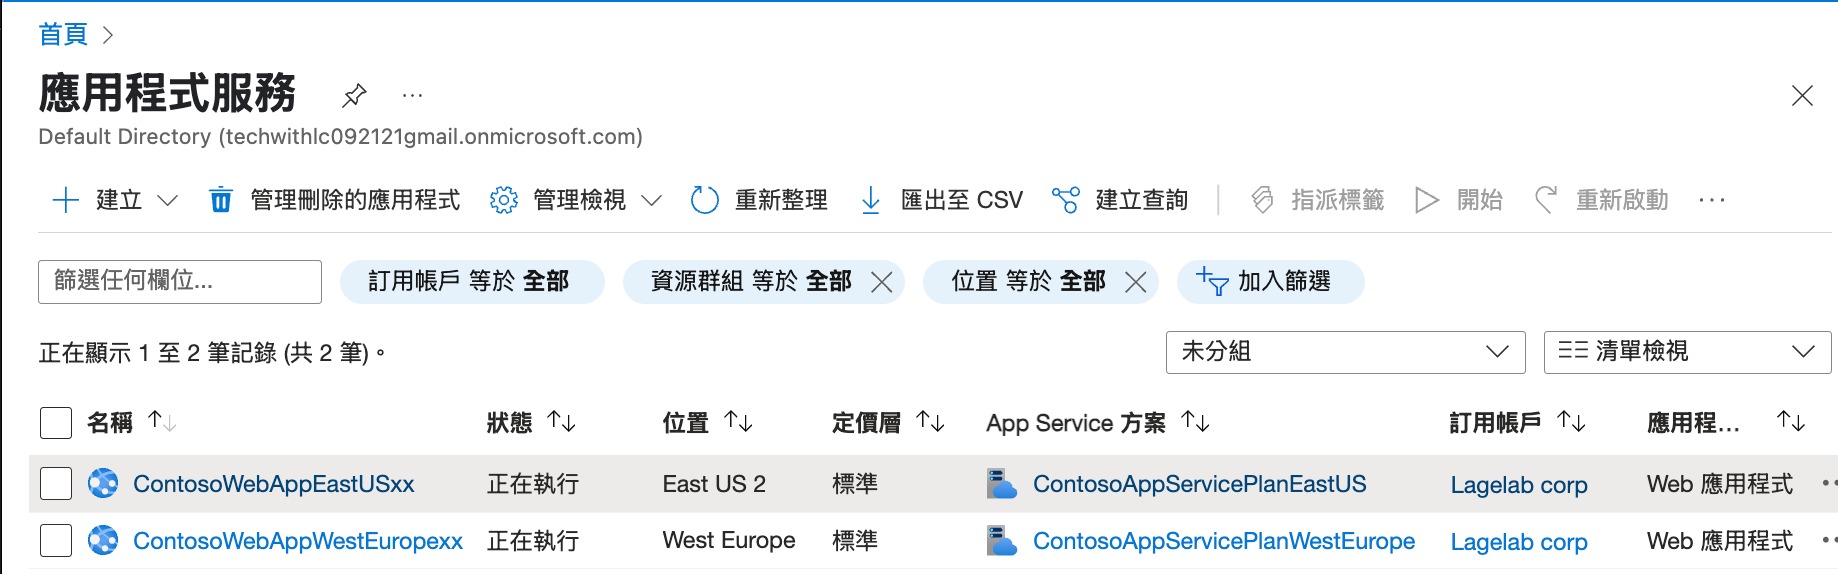 首頁
應用程式服務
Default Directory (techwithlc092121gmail.onmicrosoft.com)
建立 管理刪除的應用程式 管理檢視 重新整理 匯出至 CSV 建立查詢 指派標籤 開始 重新啟動
篩選任何欄位... 訂用帳戶 等於 全部 資源群組 等於 全部 位置 等於 全部 加入篩選
正在顯示 1 至 2 筆記錄 (共 2 筆)。 未分組 清單檢視
名稱 狀態 位置 定價層 App Service 方案 訂用帳戶 應用程...
ContosoWebAppEastUSxx 正在執行 East US 2 標準 ContosoAppServicePlanEastUS Lagelab corp Web 應用程式
ContosoWebAppWestEuropexx 正在執行 West Europe 標準 ContosoAppServicePlanWestEurope Lagelab corp Web 應用程式